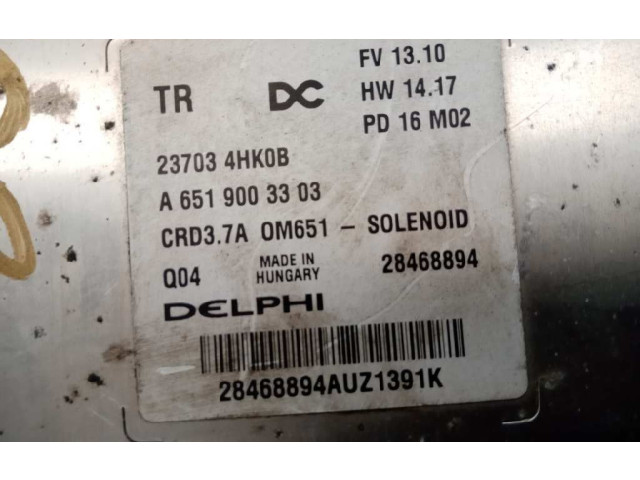 FV 13.10
TR DC HW 14.17
PD 16 M02
23703 4HK0B
A 651 900 33 03
CRD3.7A OM651 – SOLENOID
Q04 MADE IN HUNGARY 28468894
DELPHI
28468894AUZ1391K